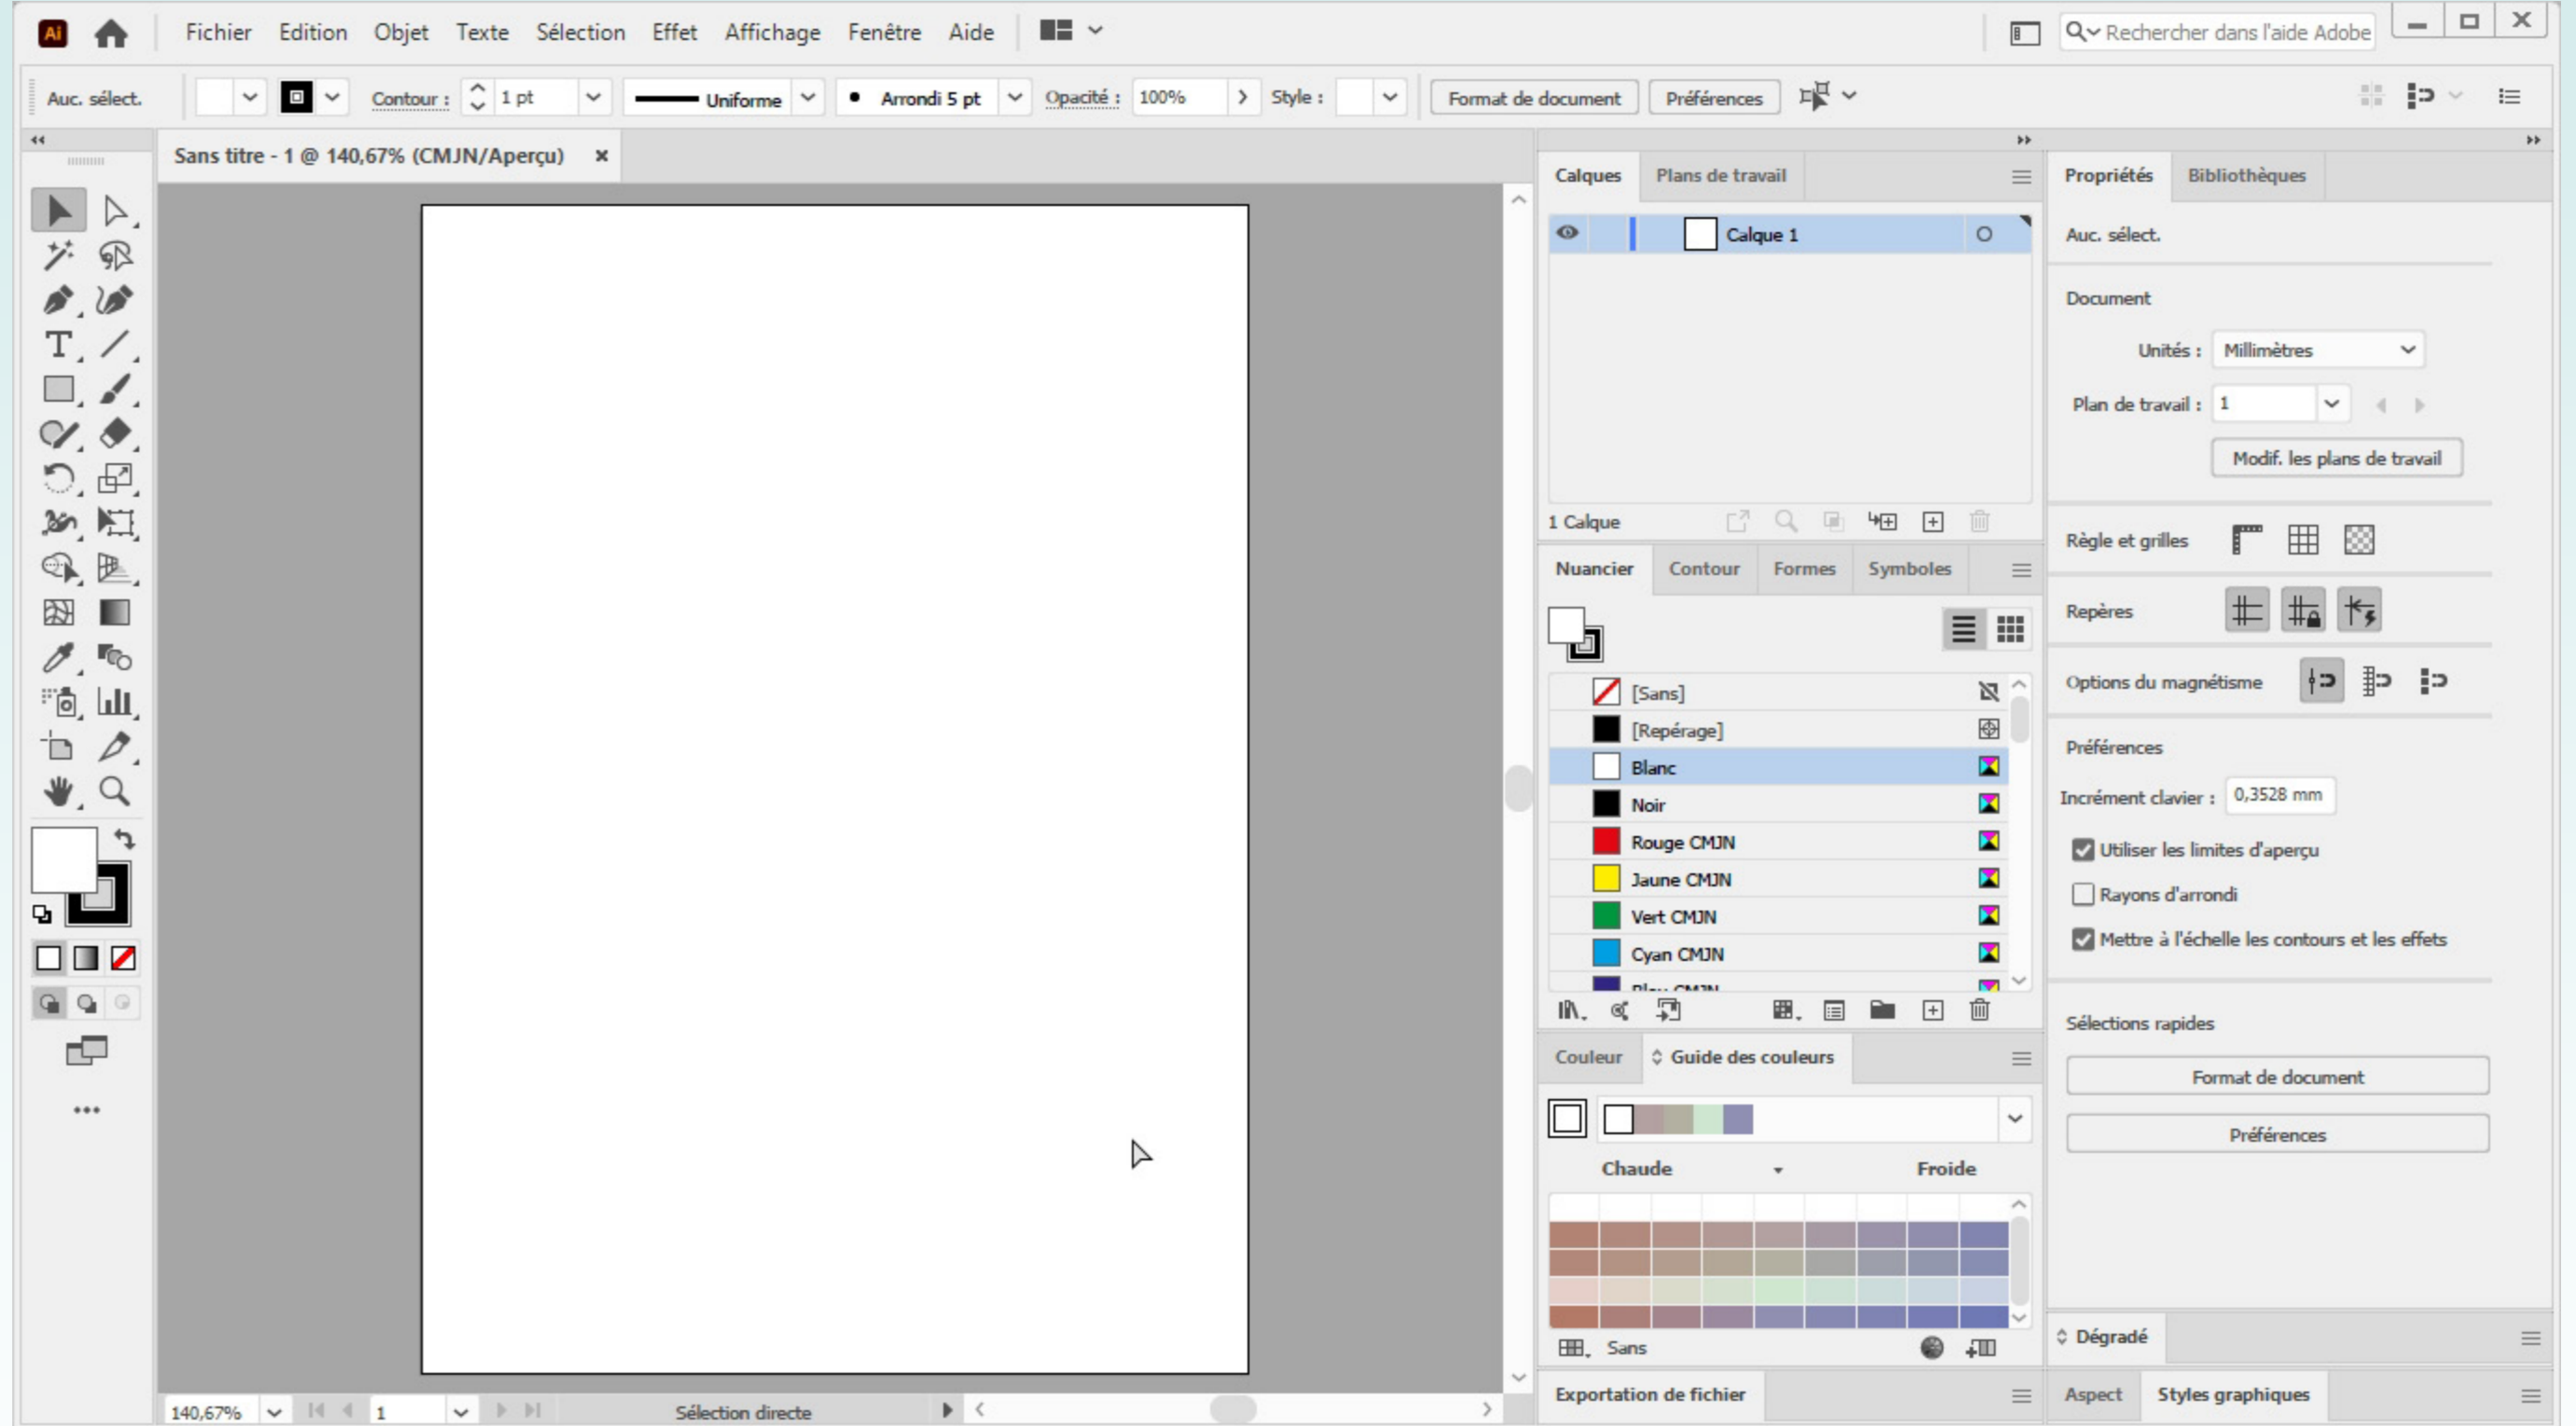 Ai Fichier Edition Objet Texte Sélection Effet Affichage Fenêtre Aide Rechercher dans l'aide Adobe
Auc. sélect. Contour : 1 pt Uniforme Arrondi 5 pt Opacité : 100% Style : Format de document Préférences
Sans titre - 1 @ 140,67% (CMJN/Aperçu)
Calques Plans de travail
Calque 1
1 Calque
Nuancier Contour Formes Symboles
[Sans]
[Repérage]
Blanc
Noir
Rouge CMJN
Jaune CMJN
Vert CMJN
Cyan CMJN
Bleu CMJN
Couleur Guide des couleurs
Chaude Froide
Sans
Exportation de fichier
Propriétés Bibliothèques
Auc. sélect.
Document
Unités : Millimètres
Plan de travail : 1
Modif. les plans de travail
Règle et grilles
Repères
Options du magnétisme
Préférences
Incrément clavier : 0,3528 mm
Utiliser les limites d'aperçu
Rayons d'arrondi
Mettre à l'échelle les contours et les effets
Sélections rapides
Format de document
Préférences
Dégradé
Aspect Styles graphiques
140,67% 1 Sélection directe